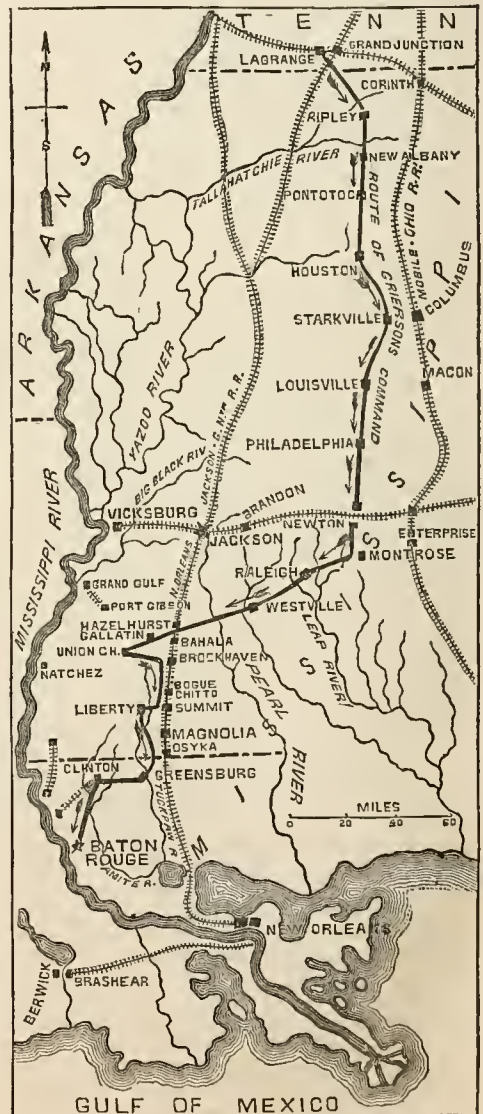 T E N N
GRAND JUNCTION
LAGRANGE
CORINTH
RIPLEY
N
S
ARKANSAS
TALLAHATCHIE RIVER
NEW ALBANY
PONTOTOC
ROUTE OF GRIERSONS COMMAND
MOBILE & OHIO R.R.
HOUSTON
COLUMBUS
STARKVILLE
LOUISVILLE
MACON
YAZOO RIVER
PHILADELPHIA
BIG BLACK RIV.
N. ORLEANS JACKSON & G. NTH R.R.
VICKSBURG
BRANDON
JACKSON
NEWTON
ENTERPRISE
MONTROSE
MISSISSIPPI RIVER
RALEIGH
GRAND GULF
PORT GIBSON
WESTVILLE
LEAF RIVER
HAZELHURST
GALLATIN
BAHALA
UNION CH.
BROCKHAVEN
NATCHEZ
BOGUE
CHITTO
LIBERTY
SUMMIT
PEARL RIVER
MAGNOLIA
OSYKA
CLINTON
GREENSBURG
MISSIPP
MILES
0 20 40 60
BATON
ROUGE
AMITE R.
NEW ORLEANS
BERWICK
BRASHEAR
GULF OF MEXICO